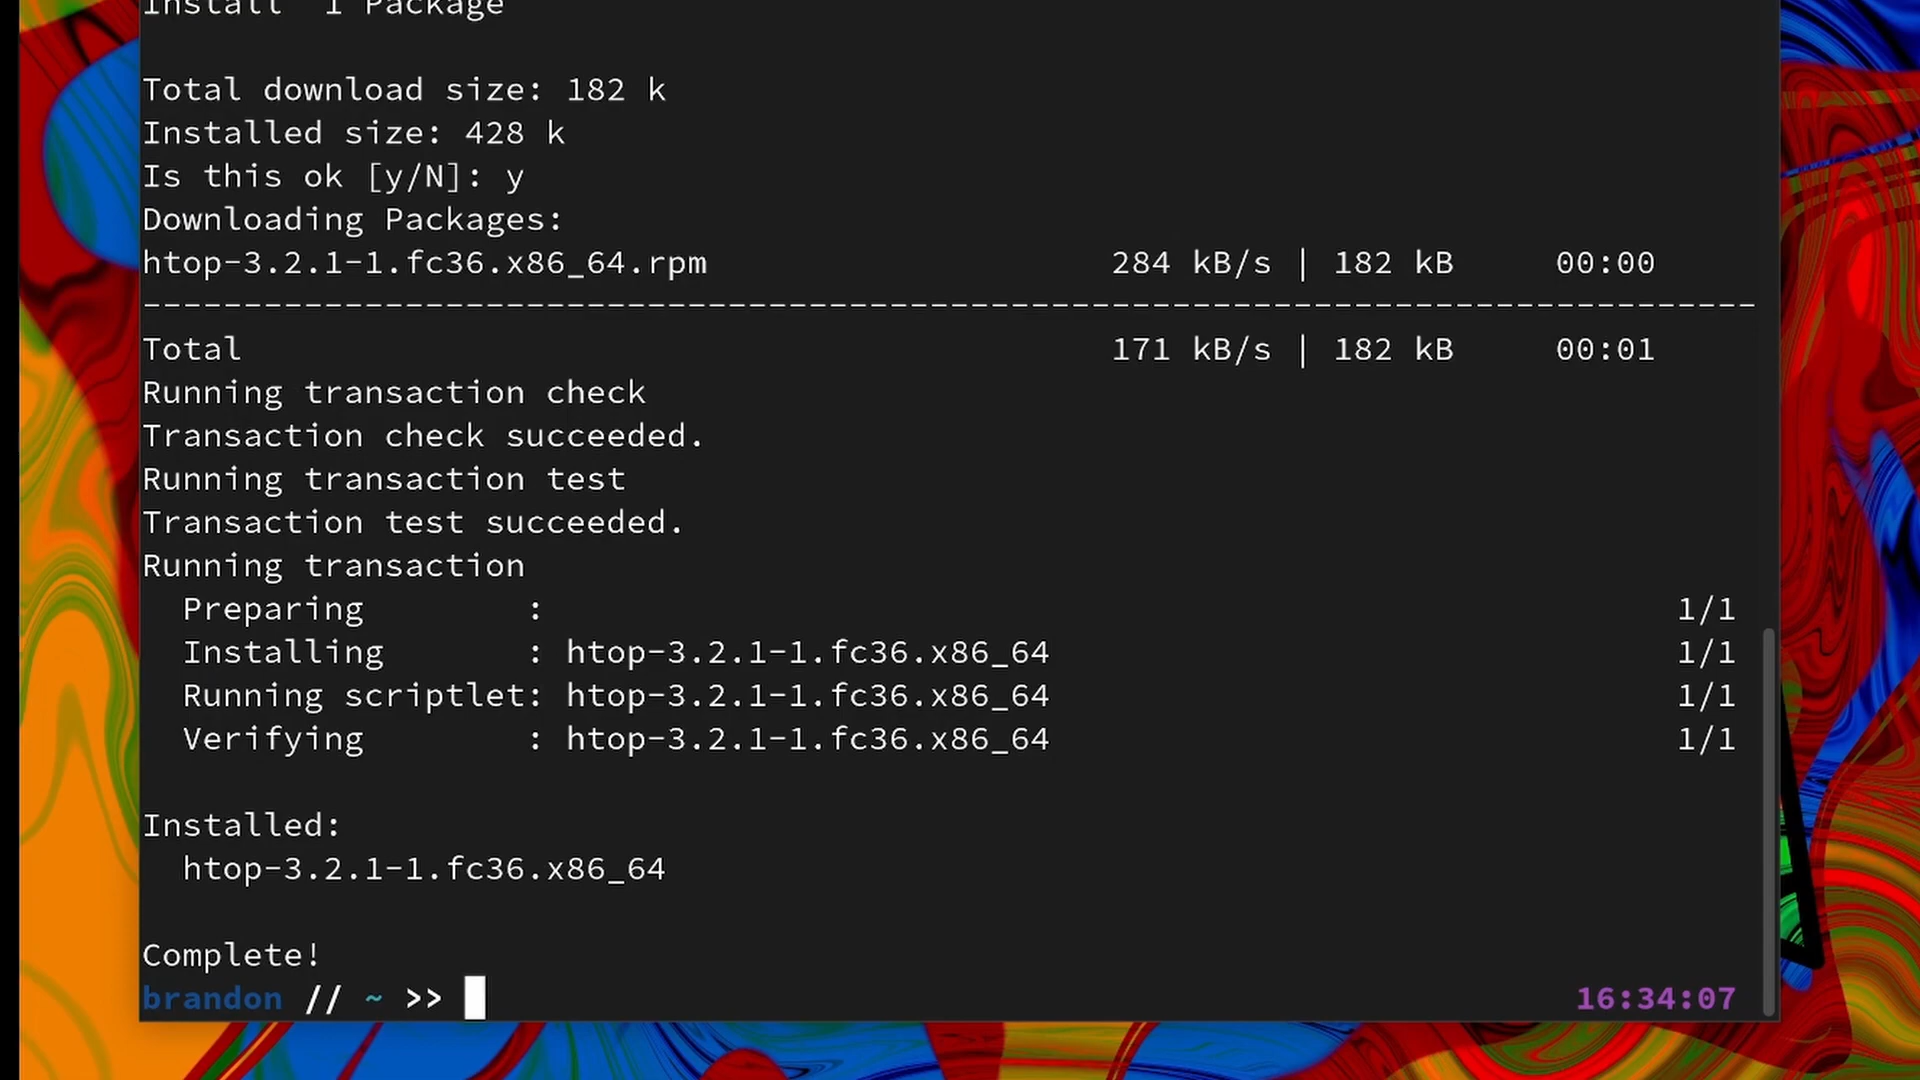 Install 1 Package
Total download size: 182 k
Installed size: 428 k
Is this ok [y/N]: y
Downloading Packages:
htop-3.2.1-1.fc36.x86_64.rpm 284 kB/s | 182 kB 00:00
--------------------------------------------------------------------------------
Total 171 kB/s | 182 kB 00:01
Running transaction check
Transaction check succeeded.
Running transaction test
Transaction test succeeded.
Running transaction
Preparing : 1/1
Installing : htop-3.2.1-1.fc36.x86_64 1/1
Running scriptlet: htop-3.2.1-1.fc36.x86_64 1/1
Verifying : htop-3.2.1-1.fc36.x86_64 1/1
Installed:
htop-3.2.1-1.fc36.x86_64
Complete!
brandon // ~ >> 16:34:07